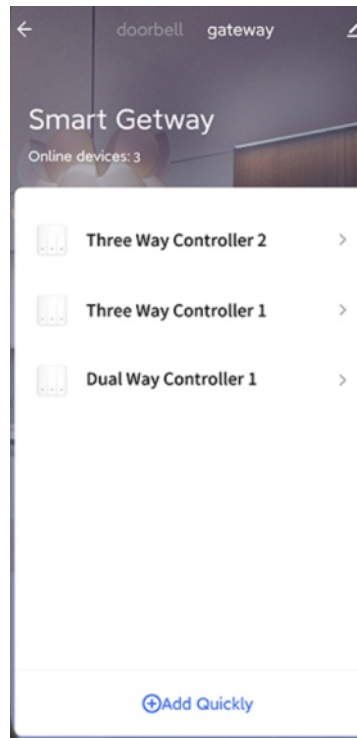 doorbell gateway
Smart Getway
Online devices: 3
Three Way Controller 2
Three Way Controller 1
Dual Way Controller 1
Add Quickly